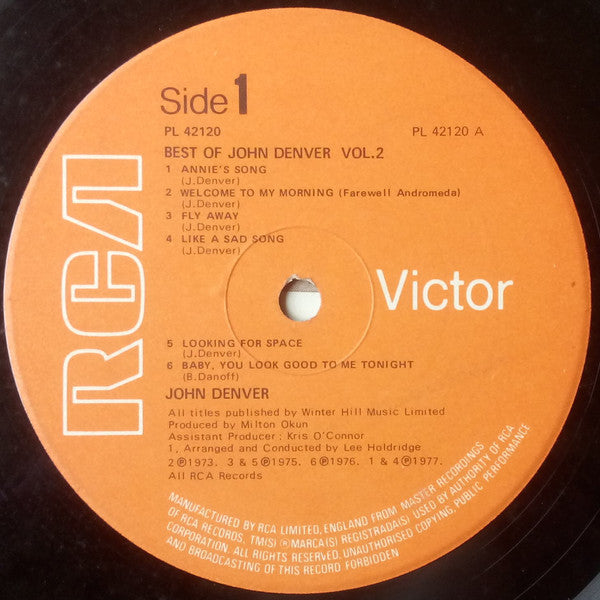 Side 1
PL 42120
PL 42120 A
BEST OF JOHN DENVER VOL.2
1 ANNIE'S SONG
(J.Denver)
2 WELCOME TO MY MORNING (Farewell Andromeda)
(J.Denver)
3 FLY AWAY
(J.Denver)
4 LIKE A SAD SONG
(J.Denver)
RCA
Victor
5 LOOKING FOR SPACE
(J.Denver)
6 BABY, YOU LOOK GOOD TO ME TONIGHT
(B.Danoff)
JOHN DENVER
All titles published by Winter Hill Music Limited
Produced by Milton Okun
Assistant Producer : Kris O'Connor
1, Arranged and Conducted by Lee Holdridge
2 ℗ 1973. 3 & 5 ℗ 1975. 6 ℗ 1976. 1 & 4 ℗ 1977.
All RCA Records
MANUFACTURED BY RCA LIMITED, ENGLAND FROM MASTER RECORDINGS
OF RCA RECORDS. TM(S) ® MARCA(S) REGISTRADA(S) USED BY AUTHORITY OF RCA
CORPORATION. ALL RIGHTS RESERVED. UNAUTHORISED COPYING, PUBLIC PERFORMANCE
AND BROADCASTING OF THIS RECORD FORBIDDEN